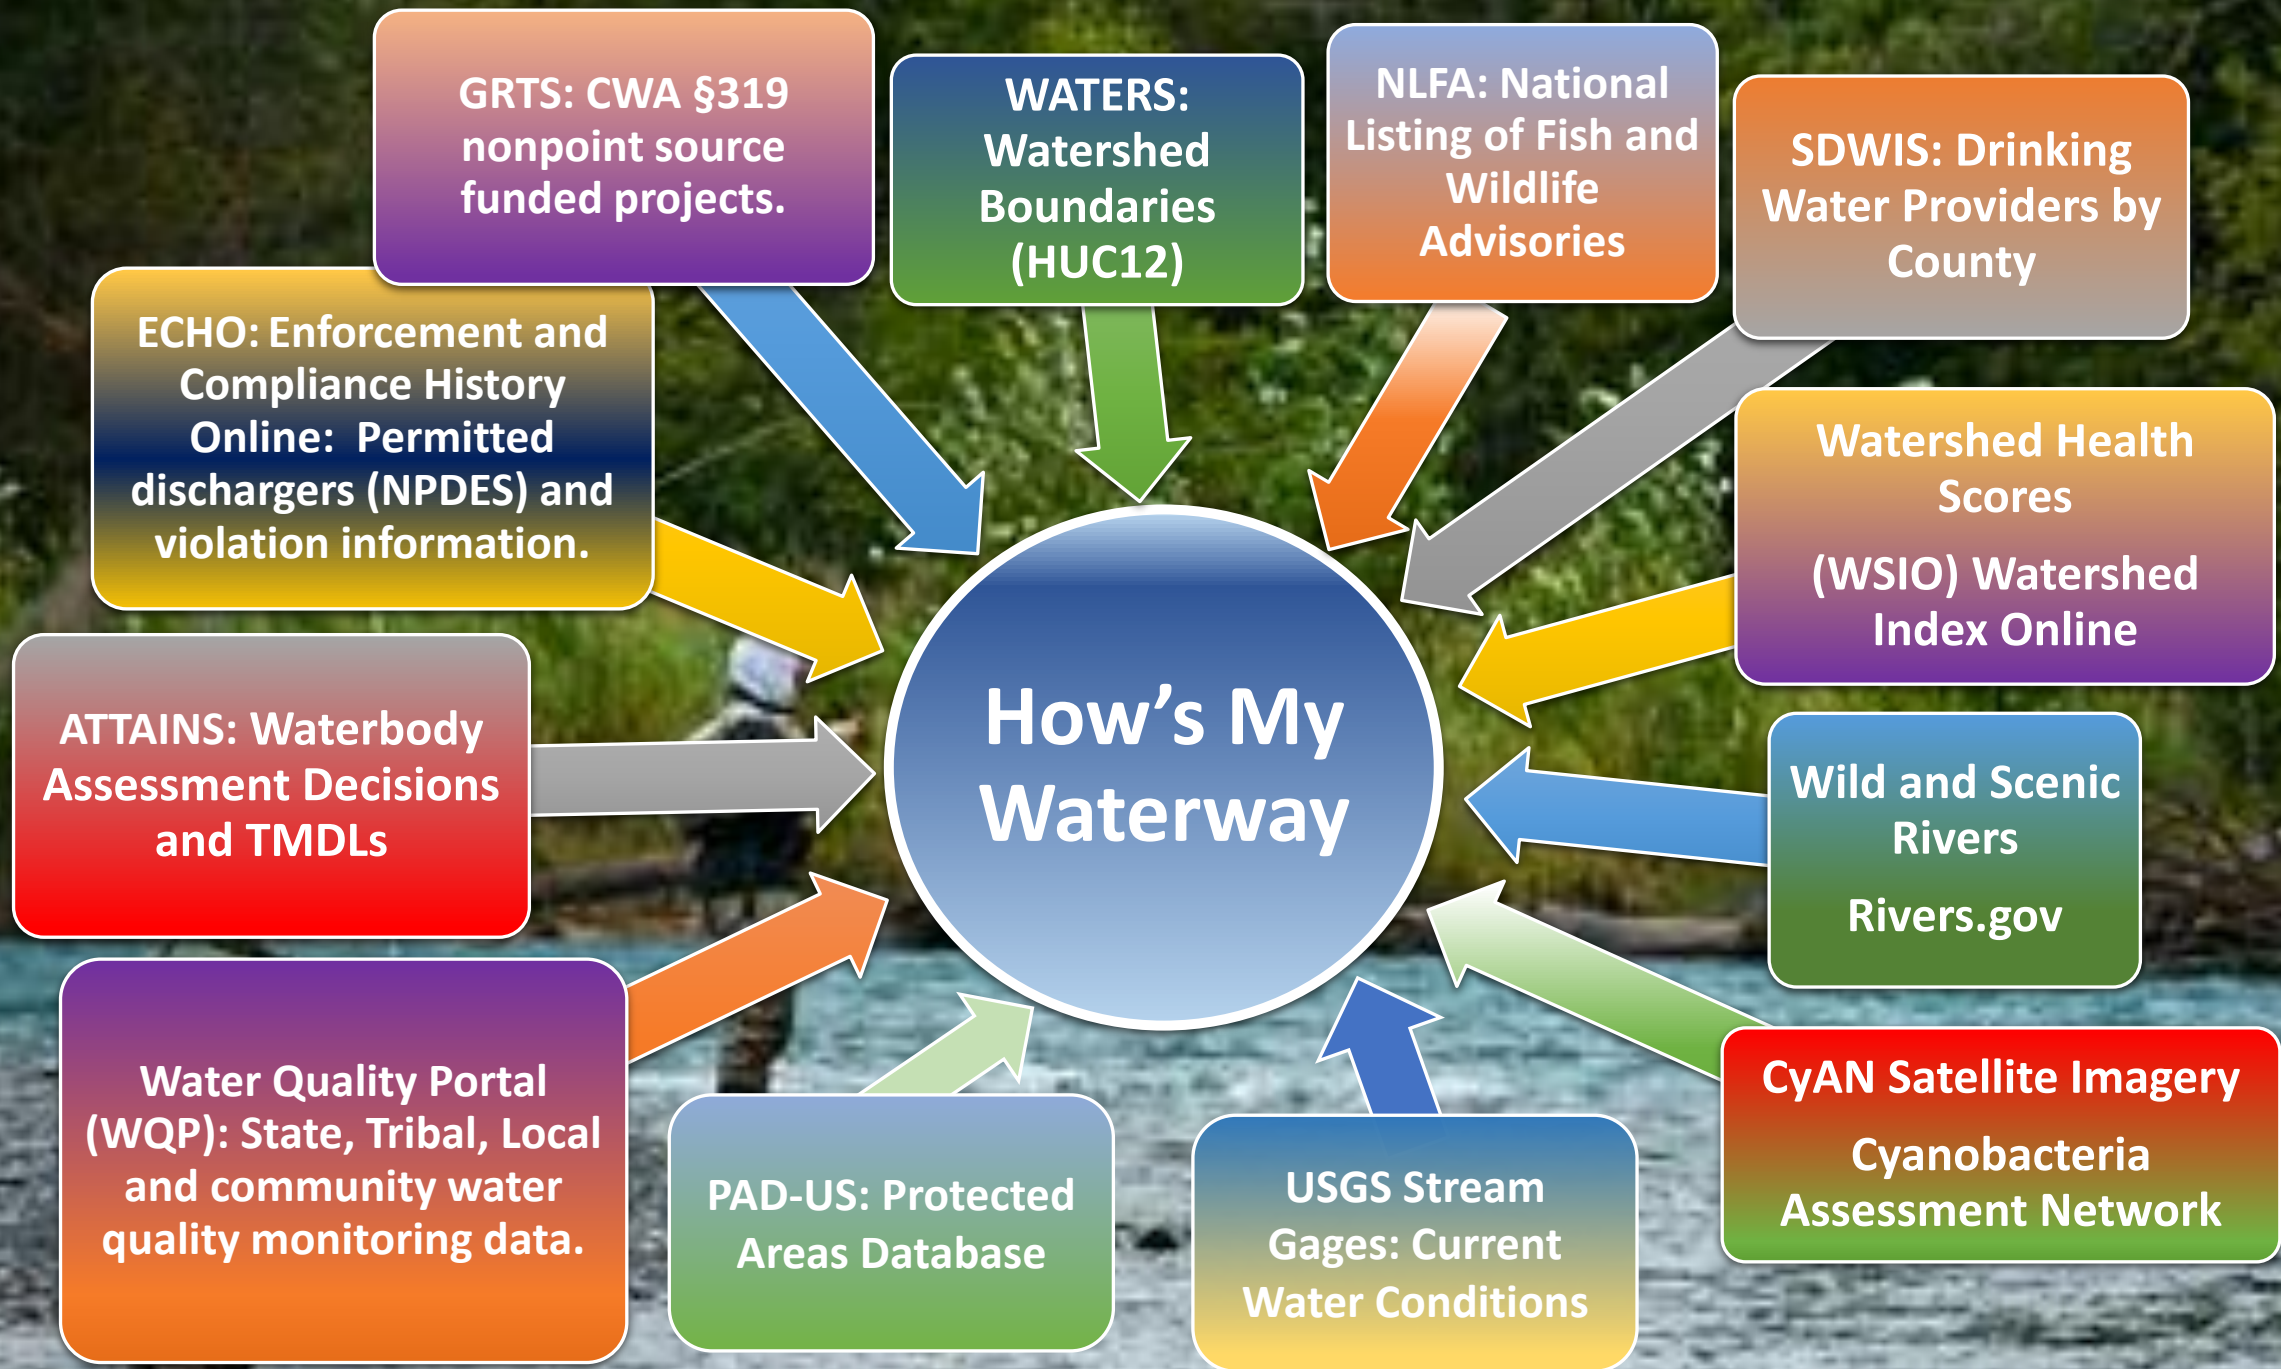 GRTS: CWA §319
nonpoint source
funded projects.
WATERS:
Watershed
Boundaries
(HUC12)
NLFA: National
Listing of Fish and
Wildlife
Advisories
SDWIS: Drinking
Water Providers by
County
ECHO: Enforcement and
Compliance History
Online:  Permitted
dischargers (NPDES) and
violation information.
Watershed Health
Scores
(WSIO) Watershed
Index Online
ATTAINS: Waterbody
Assessment Decisions
and TMDLs
How’s My
Waterway
Wild and Scenic
Rivers
Rivers.gov
Water Quality Portal
(WQP): State, Tribal, Local
and community water
quality monitoring data.
PAD-US: Protected
Areas Database
USGS Stream
Gages: Current
Water Conditions
CyAN Satellite Imagery
Cyanobacteria
Assessment Network